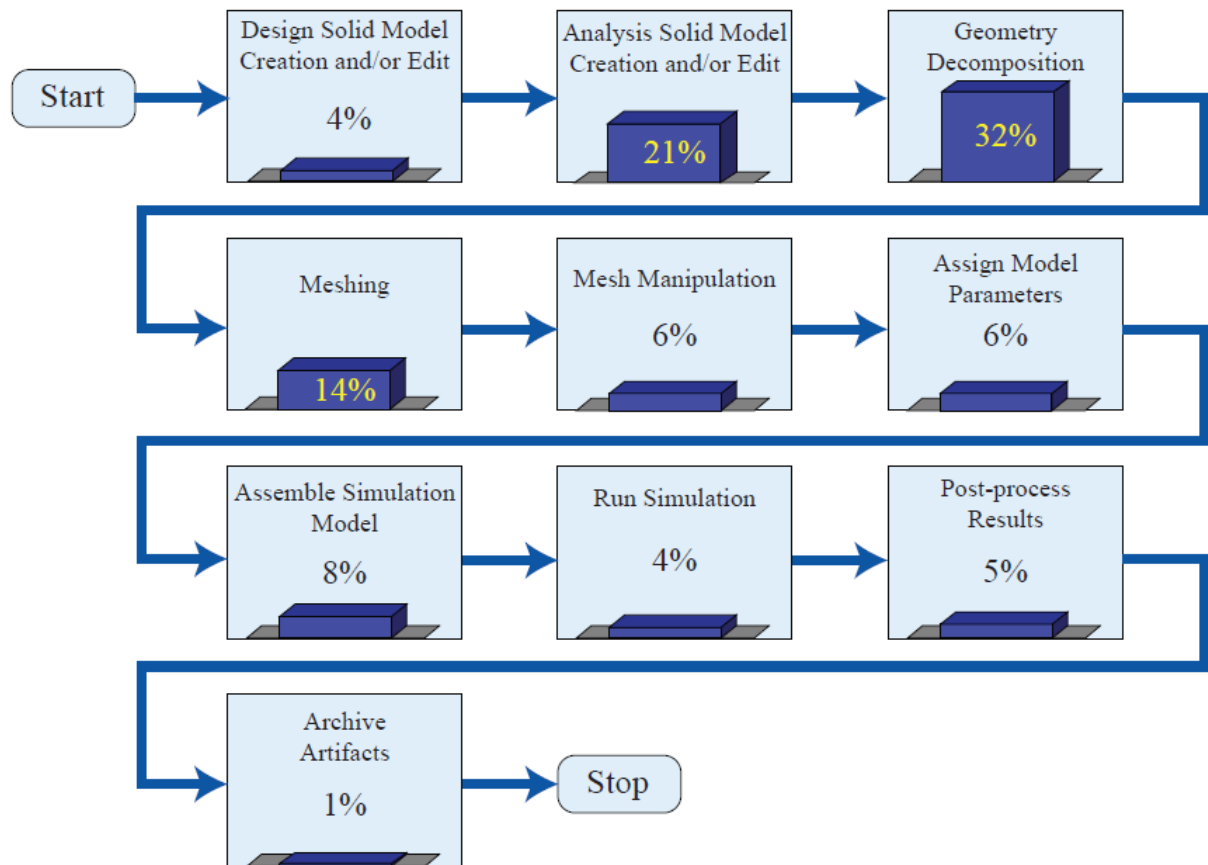 Start
Design Solid Model
Creation and/or Edit
4%
Analysis Solid Model
Creation and/or Edit
21%
Geometry
Decomposition
32%
Meshing
14%
Mesh Manipulation
6%
Assign Model
Parameters
6%
Assemble Simulation
Model
8%
Run Simulation
4%
Post-process
Results
5%
Archive
Artifacts
1%
Stop